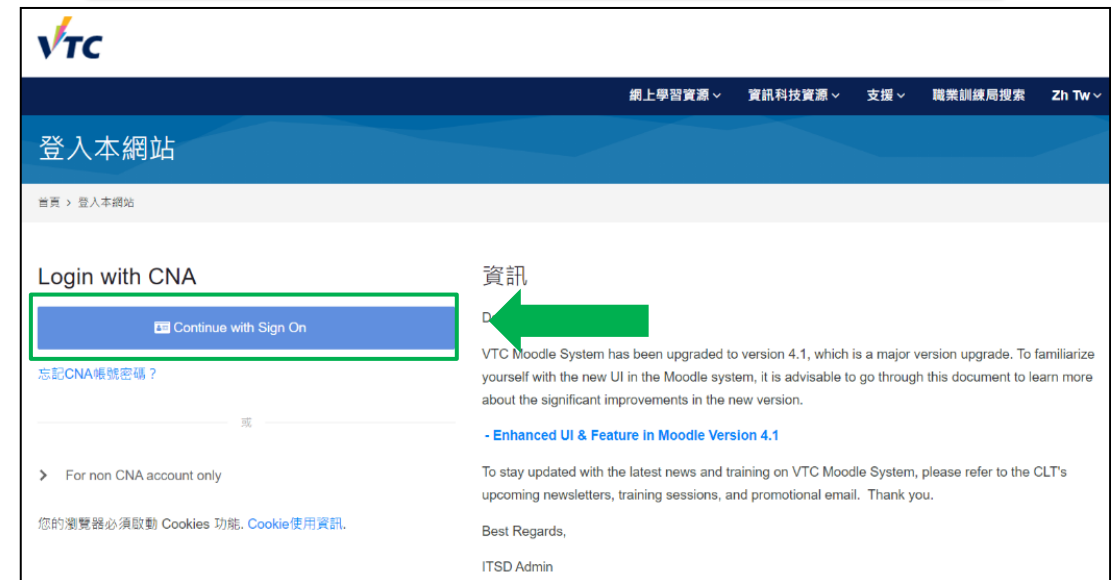 VTC
網上學習資源 資訊科技資源 支援 職業訓練局搜索 Zh Tw
登入本網站
首頁 > 登入本網站
Login with CNA
Continue with Sign On
忘記CNA帳號密碼？
或
> For non CNA account only
您的瀏覽器必須啟動 Cookies 功能. Cookie使用資訊.
資訊
VTC Moodle System has been upgraded to version 4.1, which is a major version upgrade. To familiarize
yourself with the new UI in the Moodle system, it is advisable to go through this document to learn more
about the significant improvements in the new version.
- Enhanced UI & Feature in Moodle Version 4.1
To stay updated with the latest news and training on VTC Moodle System, please refer to the CLT's
upcoming newsletters, training sessions, and promotional email. Thank you.
Best Regards,
ITSD Admin